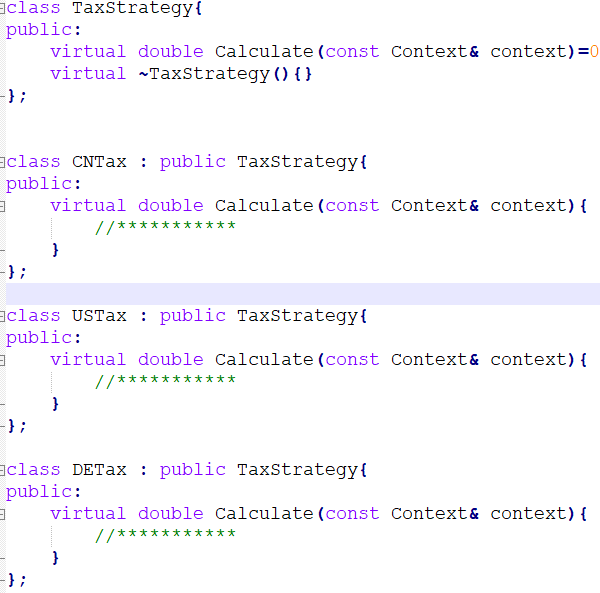 class TaxStrategy{
public:
    virtual double Calculate(const Context& context)=0
    virtual ~TaxStrategy(){}
};
class CNTax : public TaxStrategy{
public:
    virtual double Calculate(const Context& context){
        //***********
    }
};
class USTax : public TaxStrategy{
public:
    virtual double Calculate(const Context& context){
        //***********
    }
};
class DETax : public TaxStrategy{
public:
    virtual double Calculate(const Context& context){
        //***********
    }
};